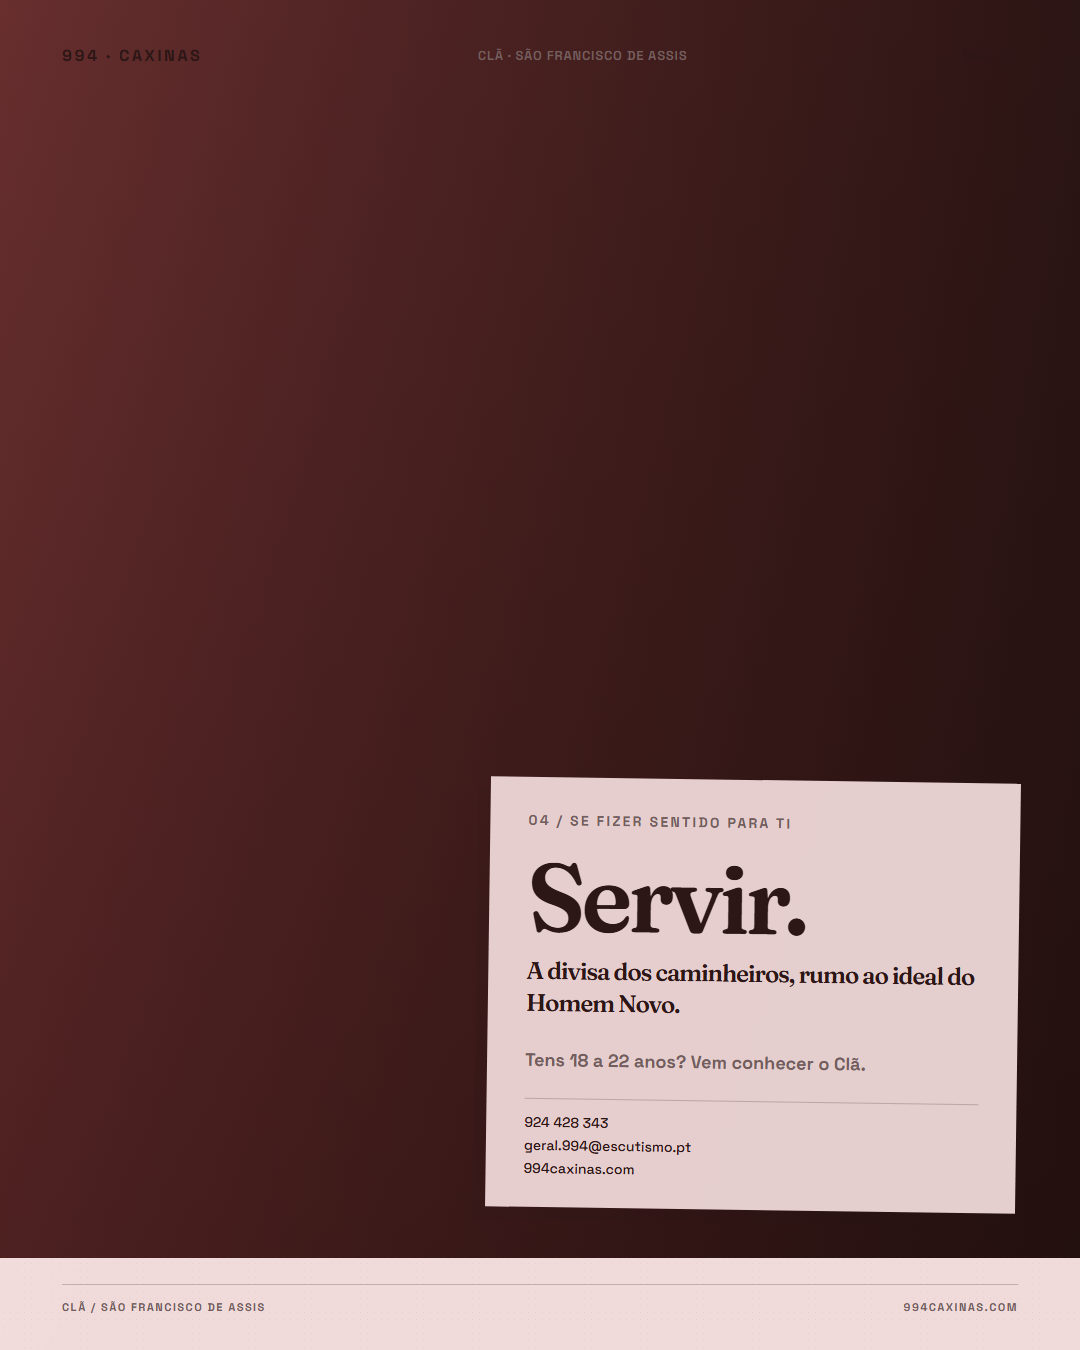 994 · CAXINAS
CLÃ · SÃO FRANCISCO DE ASSIS
04 / SE FIZER SENTIDO PARA TI
Servir.
A divisa dos caminheiros, rumo ao ideal do
Homem Novo.
Tens 18 a 22 anos? Vem conhecer o Clã.
924 428 343
geral.994@escutismo.pt
994caxinas.com
CLÃ / SÃO FRANCISCO DE ASSIS
994CAXINAS.COM